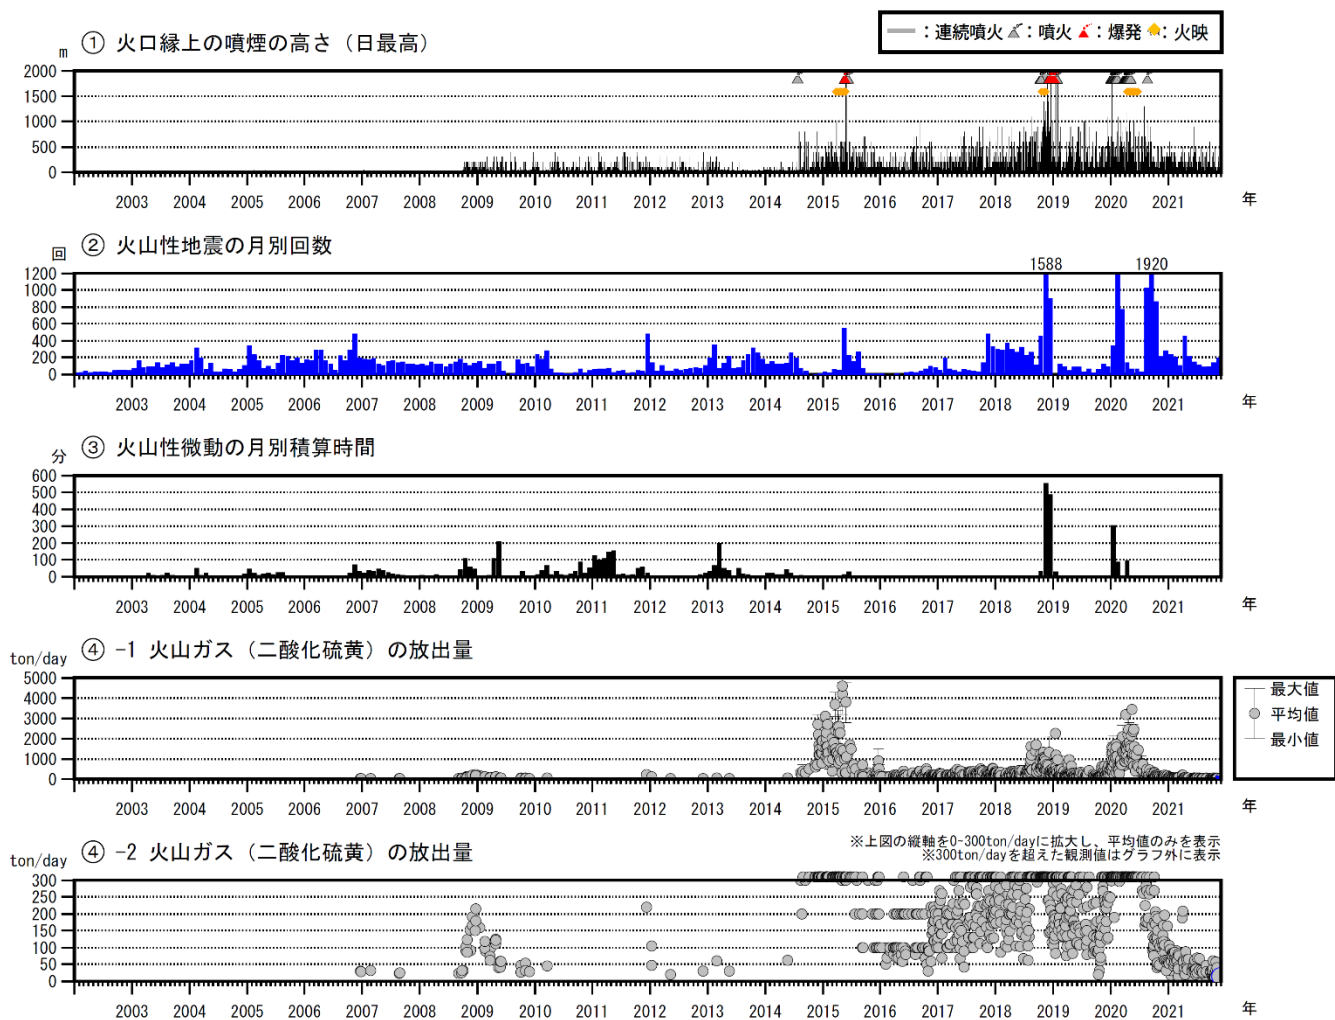 ━ : 連続噴火 : 噴火 : 爆発 : 火映
① 火口縁上の噴煙の高さ（日最高）
m
2000
1500
1000
500
0
2003 2004 2005 2006 2007 2008 2009 2010 2011 2012 2013 2014 2015 2016 2017 2018 2019 2020 2021 年
② 火山性地震の月別回数
回
1588 1920
1200
1000
800
600
400
200
0
2003 2004 2005 2006 2007 2008 2009 2010 2011 2012 2013 2014 2015 2016 2017 2018 2019 2020 2021 年
③ 火山性微動の月別積算時間
分
600
500
400
300
200
100
0
2003 2004 2005 2006 2007 2008 2009 2010 2011 2012 2013 2014 2015 2016 2017 2018 2019 2020 2021 年
④ -1 火山ガス（二酸化硫黄）の放出量
ton/day
5000
4000
3000
2000
1000
0
最大値
平均値
最小値
2003 2004 2005 2006 2007 2008 2009 2010 2011 2012 2013 2014 2015 2016 2017 2018 2019 2020 2021 年
④ -2 火山ガス（二酸化硫黄）の放出量
※上図の縦軸を0-300ton/dayに拡大し、平均値のみを表示
※300ton/dayを超えた観測値はグラフ外に表示
ton/day
300
250
200
150
100
50
0
2003 2004 2005 2006 2007 2008 2009 2010 2011 2012 2013 2014 2015 2016 2017 2018 2019 2020 2021 年